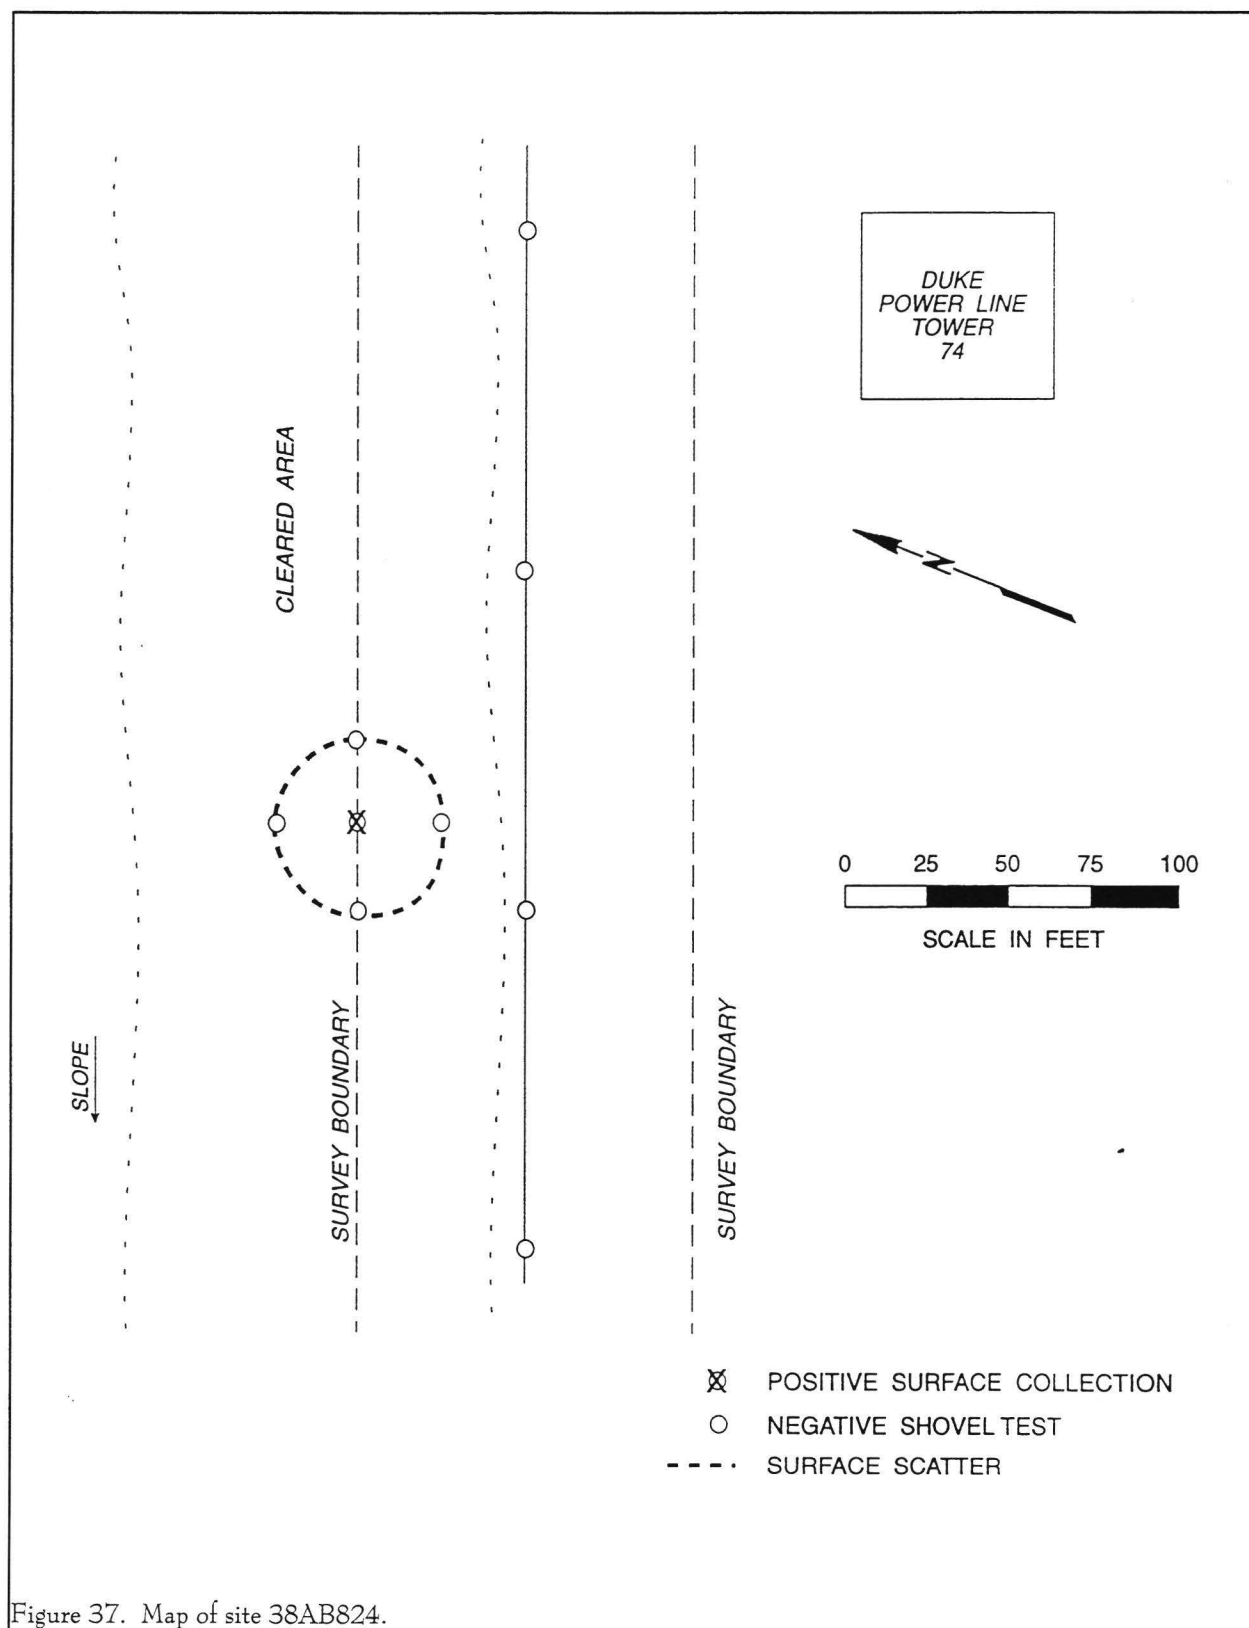 DUKE
POWER LINE
TOWER
74
CLEARED AREA
N
0 25 50 75 100
SCALE IN FEET
SLOPE
SURVEY BOUNDARY
SURVEY BOUNDARY
POSITIVE SURFACE COLLECTION
NEGATIVE SHOVEL TEST
SURFACE SCATTER
Figure 37. Map of site 38AB824.